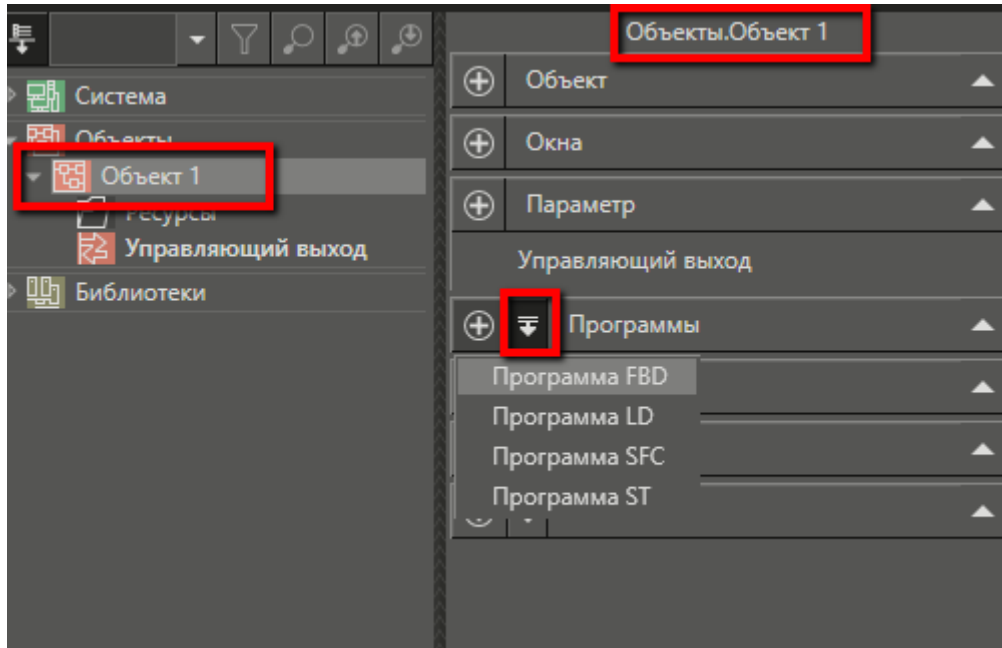 Объекты.Объект 1
Система
Объекты
Объект 1
Ресурсы
Управляющий выход
Библиотеки
Объект
Окна
Параметр
Управляющий выход
Программы
Программа FBD
Программа LD
Программа SFC
Программа ST